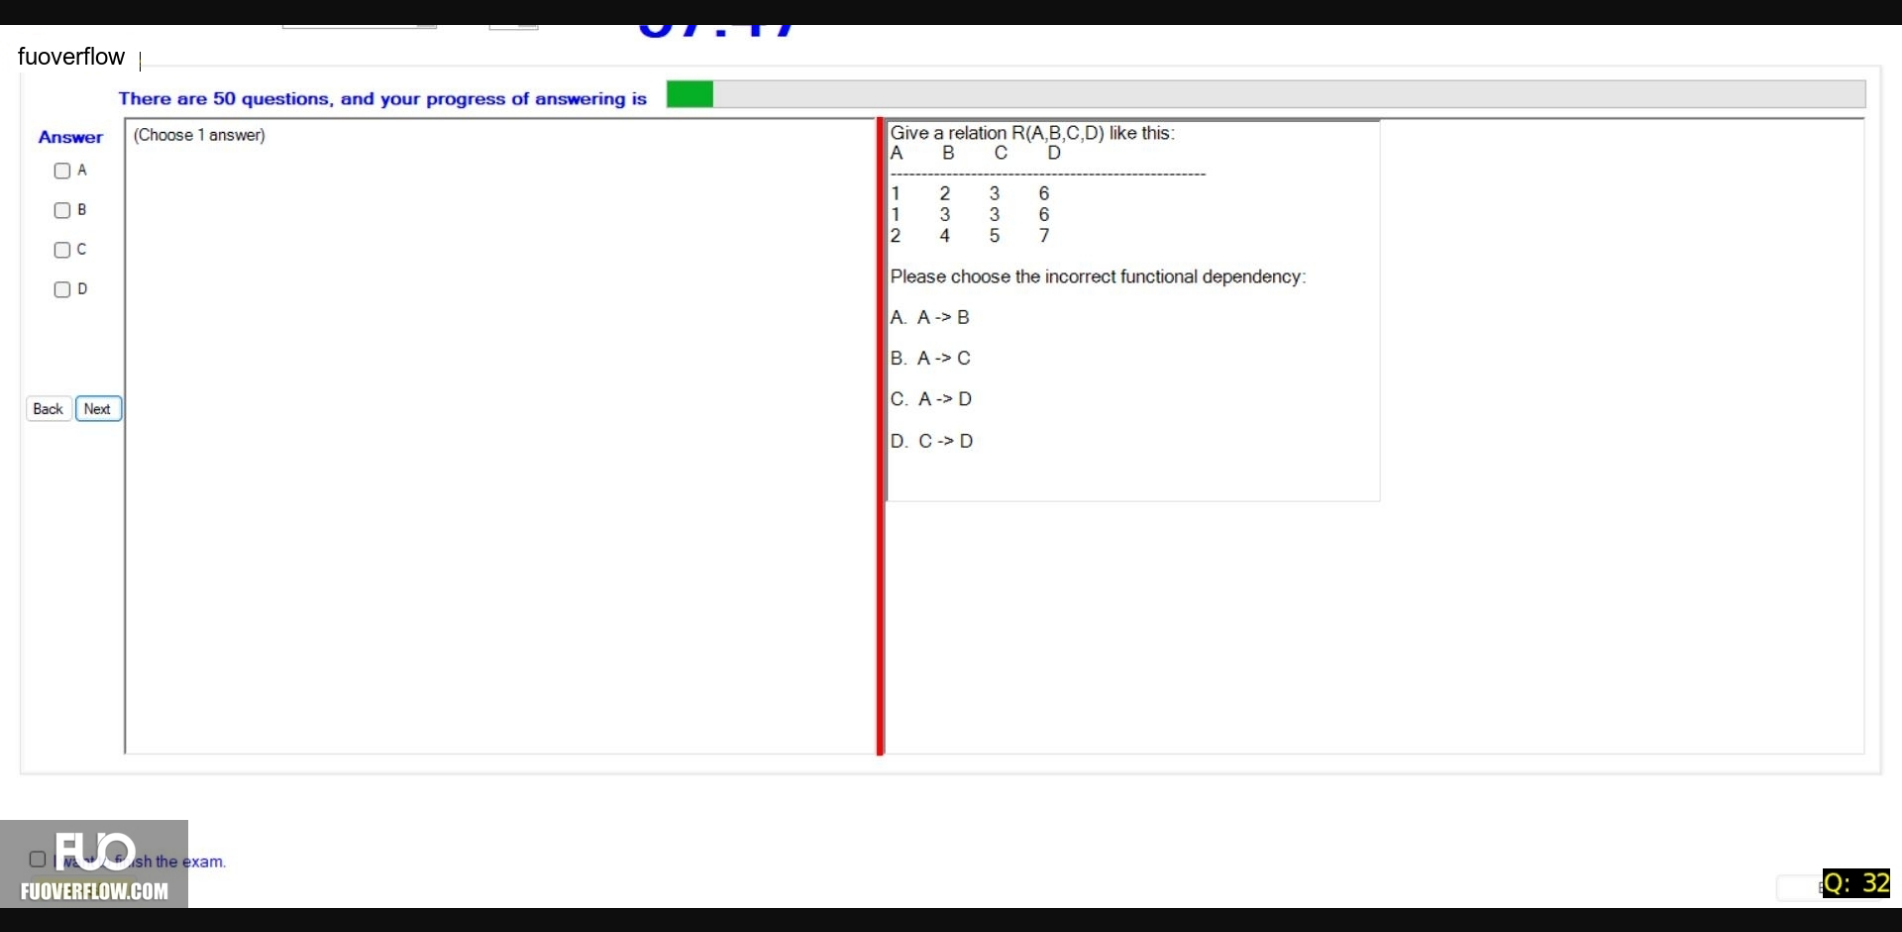 fuoverflow
There are 50 questions, and your progress of answering is
Answer
(Choose 1 answer)
A
B
C
D
Back Next
Give a relation R(A,B,C,D) like this:
A B C D
----------------------------------------------------
1 2 3 6
1 3 3 6
2 4 5 7
Please choose the incorrect functional dependency:
A. A -> B
B. A -> C
C. A -> D
D. C -> D
FUO
the exam.
FUOVERFLOW.COM
Q: 32